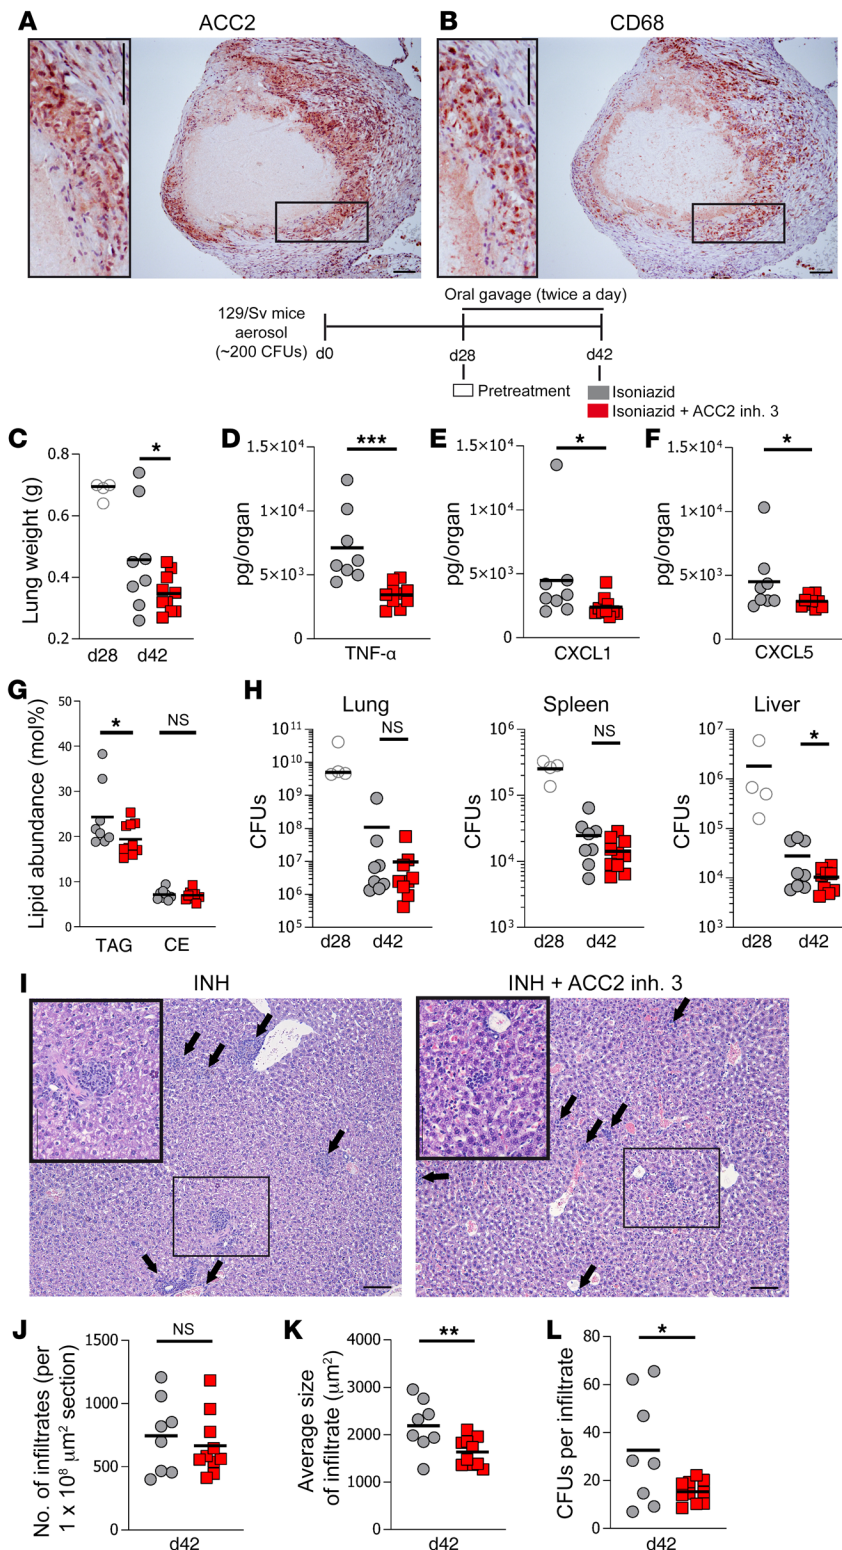 A ACC2 B CD68
Oral gavage (twice a day)
129/Sv mice
aerosol
(~200 CFUs)
d0 d28 d42
Pretreatment
Isoniazid
Isoniazid + ACC2 inh. 3
C
Lung weight (g)
0.8
0.6
0.4
0.2
*
d28 d42
D
pg/organ
1.5×10⁴
1×10⁴
5×10³
0
***
TNF-α
E
pg/organ
1.5×10⁴
1×10⁴
5×10³
0
*
CXCL1
F
pg/organ
1.5×10⁴
1×10⁴
5×10³
0
*
CXCL5
G
Lipid abundance (mol%)
50
40
30
20
10
0
* NS
TAG CE
H
Lung
CFUs
10¹¹
10¹⁰
10⁹
10⁸
10⁷
10⁶
10⁵
NS
d28 d42
Spleen
CFUs
10⁶
10⁵
10⁴
10³
NS
d28 d42
Liver
CFUs
10⁷
10⁶
10⁵
10⁴
10³
*
d28 d42
I INH INH + ACC2 inh. 3
J
No. of infiltrates (per
1 x 10⁸ μm² section)
1500
1000
500
0
NS
d42
K
Average size
of infiltrate (μm²)
4000
3000
2000
1000
0
**
d42
L
CFUs per infiltrate
80
60
40
20
0
*
d42